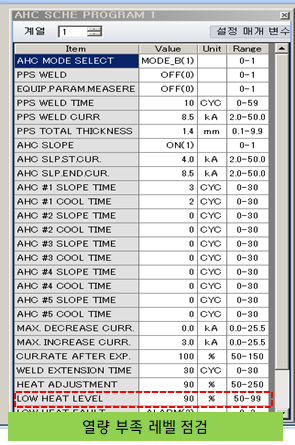 AHC SCHE PROGRAM 1
계열 1 설정 매개 변수
Item Value Unit Range
AHC MODE SELECT MODE_B(1) 0-1
PPS WELD OFF(0) 0-1
EQUIP.PARAM.MEASERE OFF(0) 0-1
PPS WELD TIME 10 CYC 0-59
PPS WELD CURR 8.5 kA 2.0-50.0
PPS TOTAL THICKNESS 1.4 mm 0.1-9.9
AHC SLOPE ON(1) 0-1
AHC SLP.ST.CUR. 4.0 kA 2.0-50.0
AHC SLP.END.CUR. 8.5 kA 2.0-50.0
AHC #1 SLOPE TIME 3 CYC 0-30
AHC #1 COOL TIME 2 CYC 0-30
AHC #2 SLOPE TIME CYC 0-30
AHC #2 COOL TIME CYC 0-30
AHC #3 SLOPE TIME CYC 0-30
AHC #3 COOL TIME CYC 0-30
AHC #4 SLOPE TIME CYC 0-30
AHC #4 COOL TIME CYC 0-30
AHC #5 SLOPE TIME CYC 0-30
AHC #5 COOL TIME CYC 0-30
MAX. DECREASE CURR. 0.0 kA 0.0-25.5
MAX. INCREASE CURR. 3.0 kA 0.0-25.5
CUR.RATE AFTER EXP. 100 % 50-150
WELD EXTENSION TIME 30 CYC 0-30
HEAT ADJUSTMENT 90 % 50-250
LOW HEAT LEVEL 90 % 50-99
열량 부족 레벨 점검